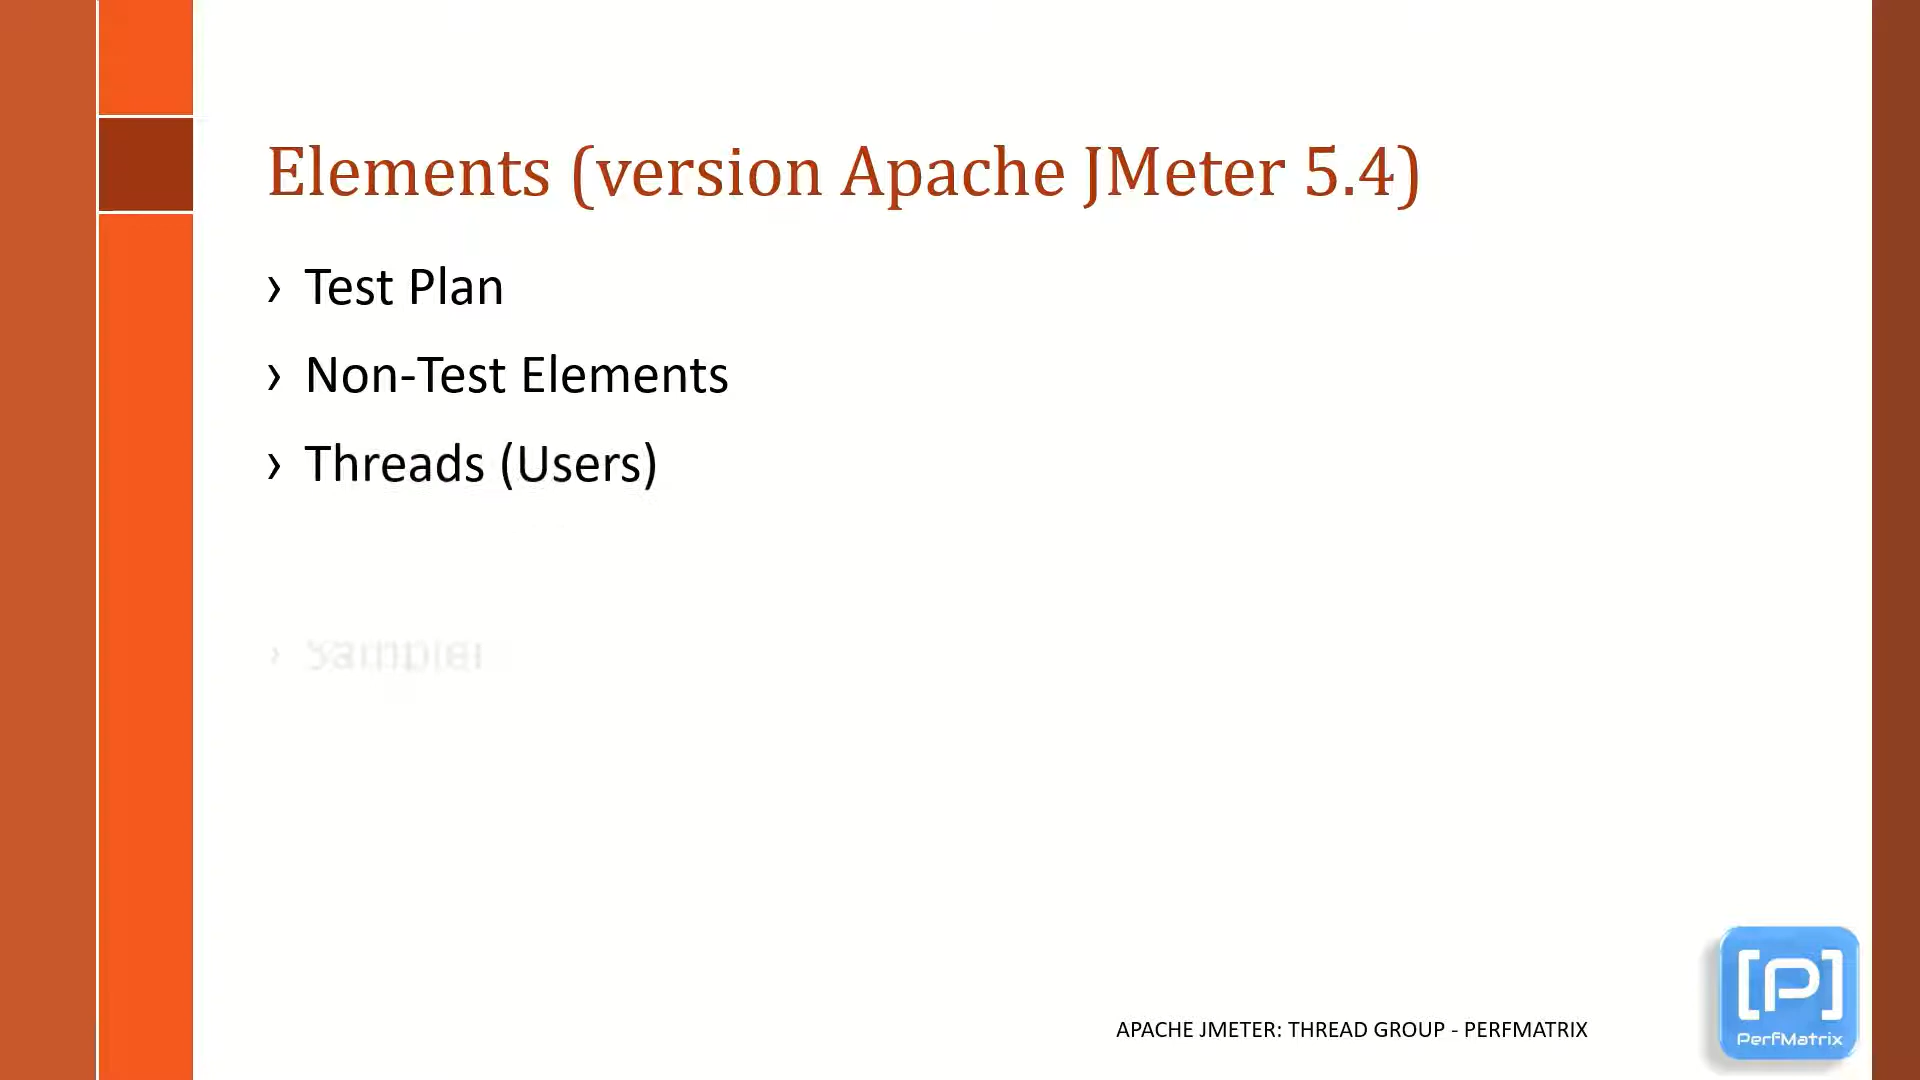 Elements (version Apache JMeter 5.4)
› Test Plan
› Non-Test Elements
› Threads (Users)
› Sampler
APACHE JMETER: THREAD GROUP - PERFMATRIX
[P]
PerfMatrix